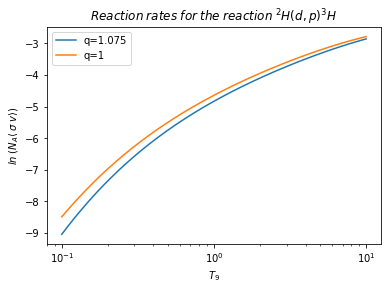 Reaction rates for the reaction ²H(d, p)³H
q=1.075
q=1
ln (N_A⟨ σ v⟩)
−3
−4
−5
−6
−7
−8
−9
10⁻¹
10⁰
10¹
T₉